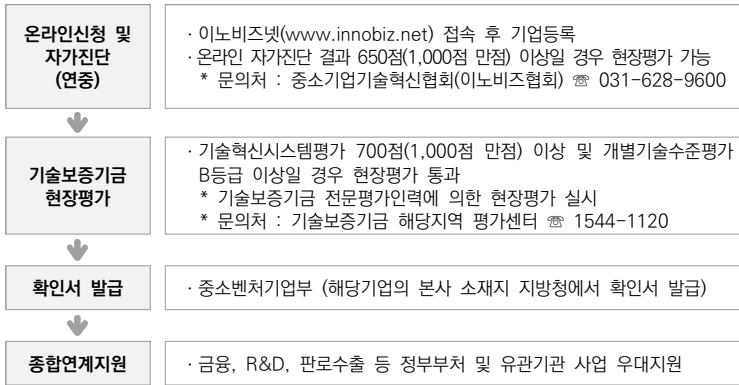 온라인신청 및
자가진단
(연중)
· 이노비즈넷(www.innobiz.net) 접속 후 기업등록
· 온라인 자가진단 결과 650점(1,000점 만점) 이상일 경우 현장평가 가능
* 문의처 : 중소기업기술혁신협회(이노비즈협회) ☏ 031-628-9600
기술보증기금
현장평가
· 기술혁신시스템평가 700점(1,000점 만점) 이상 및 개별기술수준평가
B등급 이상일 경우 현장평가 통과
* 기술보증기금 전문평가인력에 의한 현장평가 실시
* 문의처 : 기술보증기금 해당지역 평가센터 ☏ 1544-1120
확인서 발급
· 중소벤처기업부 (해당기업의 본사 소재지 지방청에서 확인서 발급)
종합연계지원
· 금융, R&D, 판로수출 등 정부부처 및 유관기관 사업 우대지원